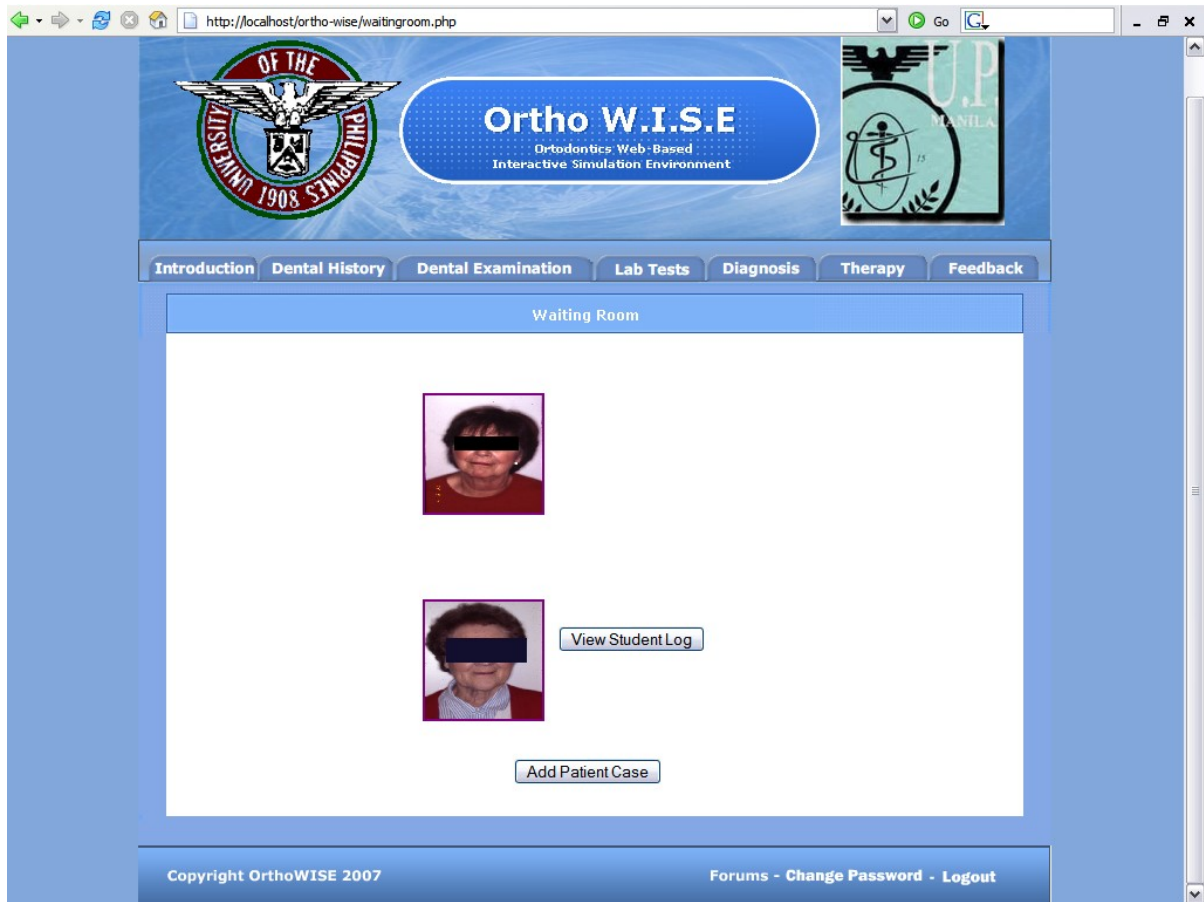 http://localhost/ortho-wise/waitingroom.php
Go
UNIVERSITY OF THE PHILIPPINES
1908
Ortho W.I.S.E
Ortodontics Web-Based
Interactive Simulation Environment
U.P.
MANILA
Introduction Dental History Dental Examination Lab Tests Diagnosis Therapy Feedback
Waiting Room
View Student Log
Add Patient Case
Copyright OrthoWISE 2007 Forums - Change Password - Logout